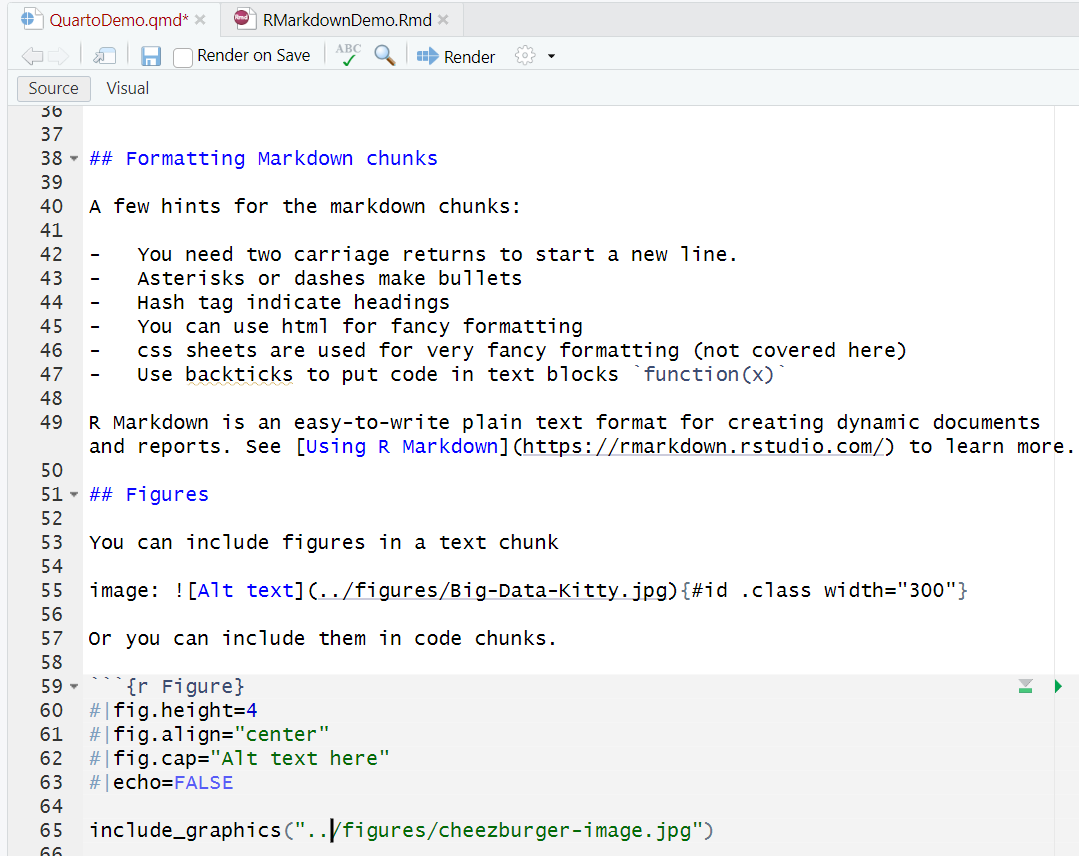 QuartoDemo.qmd* ×
Rmd RMarkdownDemo.Rmd ×
Render on Save ABC Render
Source Visual
36
37
38 ## Formatting Markdown chunks
39
40 A few hints for the markdown chunks:
41
42 -   You need two carriage returns to start a new line.
43 -   Asterisks or dashes make bullets
44 -   Hash tag indicate headings
45 -   You can use html for fancy formatting
46 -   css sheets are used for very fancy formatting (not covered here)
47 -   Use backticks to put code in text blocks `function(x)`
48
49 R Markdown is an easy-to-write plain text format for creating dynamic documents
and reports. See [Using R Markdown](https://rmarkdown.rstudio.com/) to learn more.
50
51 ## Figures
52
53 You can include figures in a text chunk
54
55 image: ![Alt text](../figures/Big-Data-Kitty.jpg){#id .class width="300"}
56
57 Or you can include them in code chunks.
58
59 ```{r Figure}
60 #|fig.height=4
61 #|fig.align="center"
62 #|fig.cap="Alt text here"
63 #|echo=FALSE
64
65 include_graphics("../figures/cheezburger-image.jpg")
66